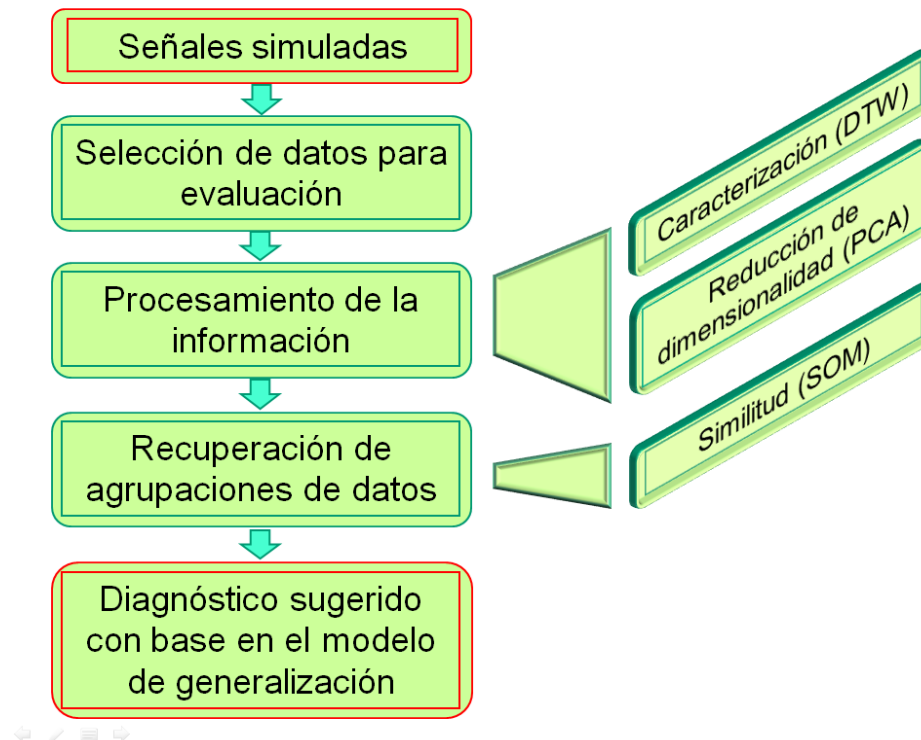 Señales simuladas
Selección de datos para
evaluación
Procesamiento de la
información
Recuperación de
agrupaciones de datos
Diagnóstico sugerido
con base en el modelo
de generalización
Caracterización (DTW)
Reducción de
dimensionalidad (PCA)
Similitud (SOM)